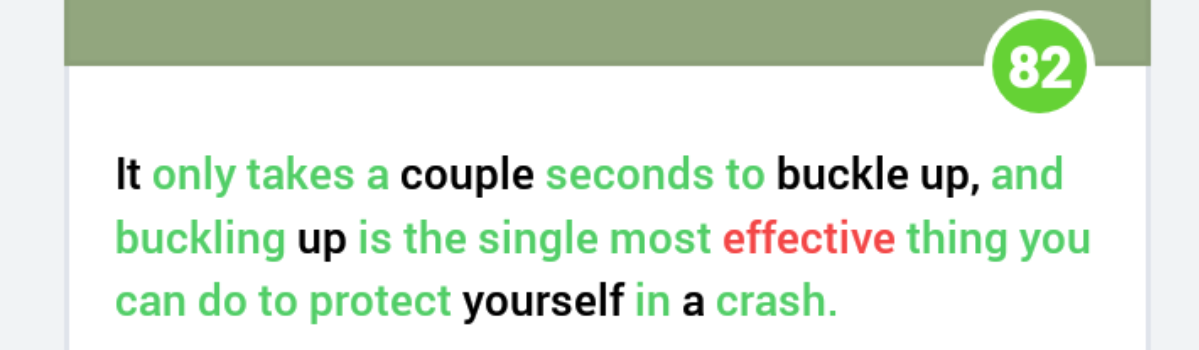 82
It only takes a couple seconds to buckle up, and
buckling up is the single most effective thing you
can do to protect yourself in a crash.